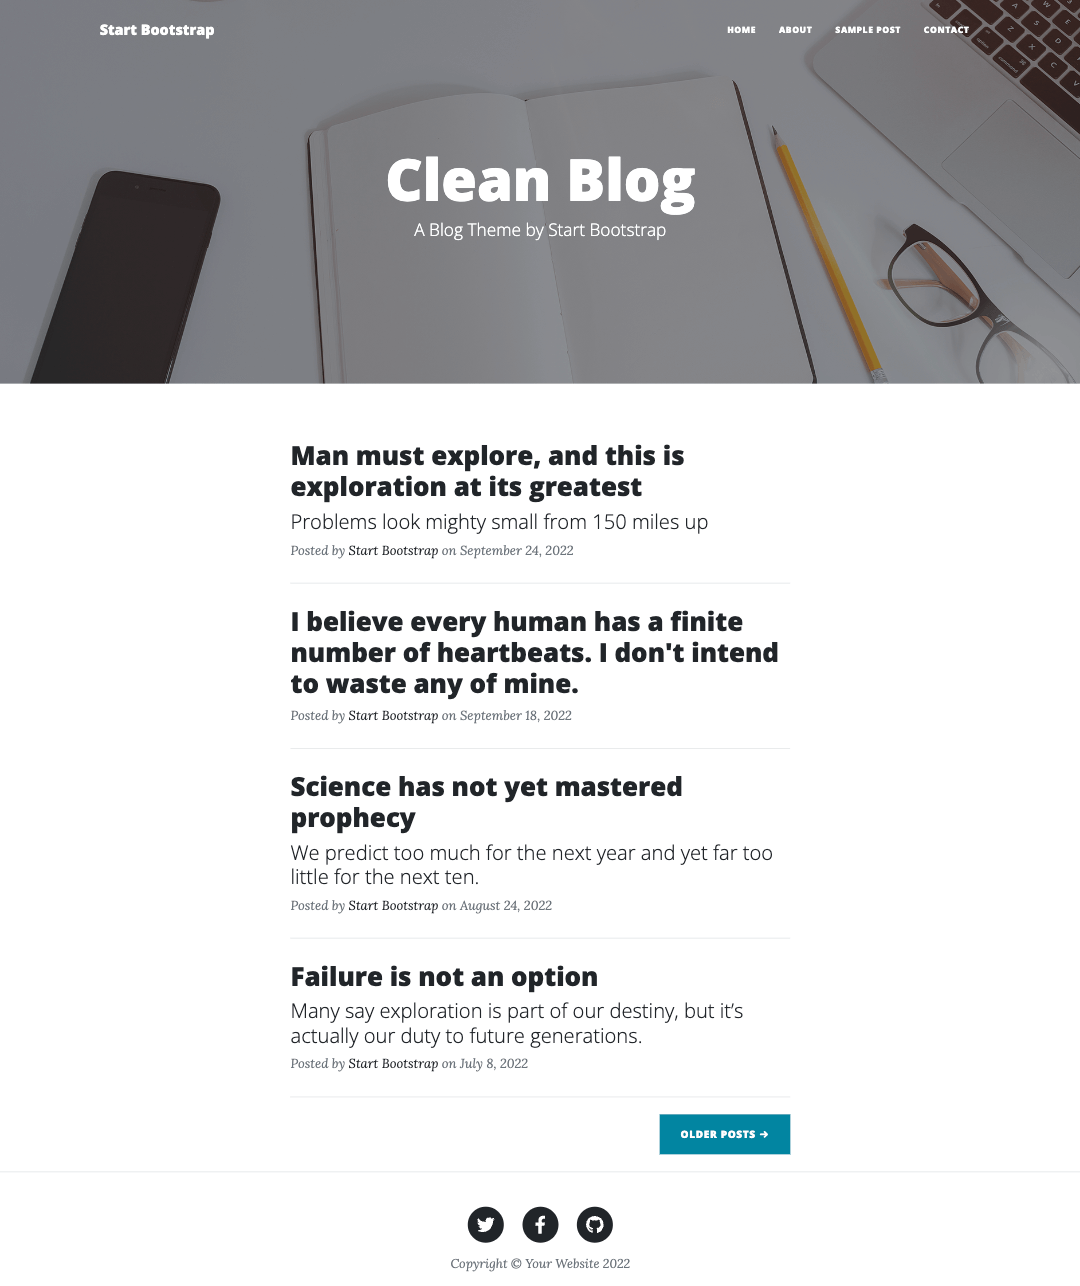 Start Bootstrap
HOME ABOUT SAMPLE POST CONTACT
Clean Blog
A Blog Theme by Start Bootstrap
Man must explore, and this is
exploration at its greatest
Problems look mighty small from 150 miles up
Posted by Start Bootstrap on September 24, 2022
I believe every human has a finite
number of heartbeats. I don't intend
to waste any of mine.
Posted by Start Bootstrap on September 18, 2022
Science has not yet mastered
prophecy
We predict too much for the next year and yet far too
little for the next ten.
Posted by Start Bootstrap on August 24, 2022
Failure is not an option
Many say exploration is part of our destiny, but it’s
actually our duty to future generations.
Posted by Start Bootstrap on July 8, 2022
OLDER POSTS →
Copyright © Your Website 2022